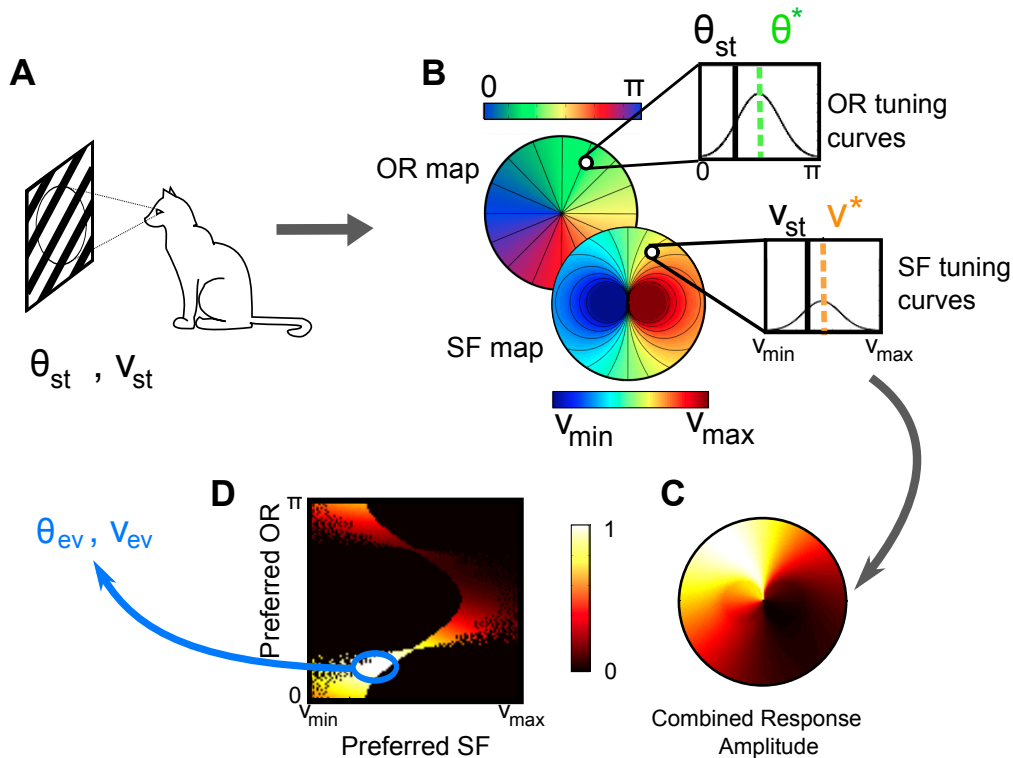 A
θst , vst
B
0 π
OR map
θst θ*
0 π
OR tuning
curves
SF map
vmin vmax
vst v*
vmin vmax
SF tuning
curves
C
Combined Response
Amplitude
1
0
D
π
Preferred OR
0
vmin vmax
Preferred SF
θev, vev